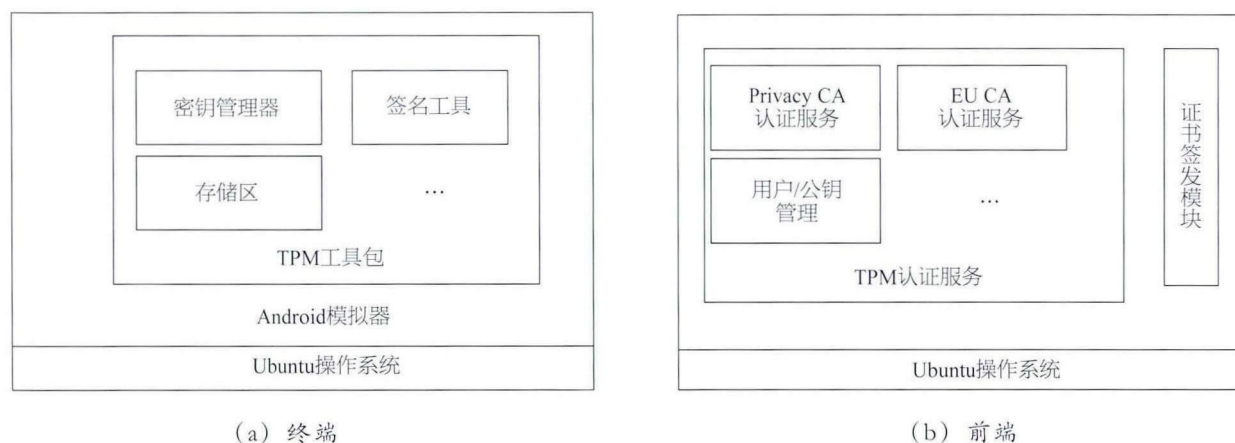 密钥管理器
签名工具
存储区
…
TPM工具包
Android模拟器
Ubuntu操作系统
(a) 终端
Privacy CA
认证服务
EU CA
认证服务
用户/公钥
管理
…
TPM认证服务
证书签发模块
Ubuntu操作系统
(b) 前端